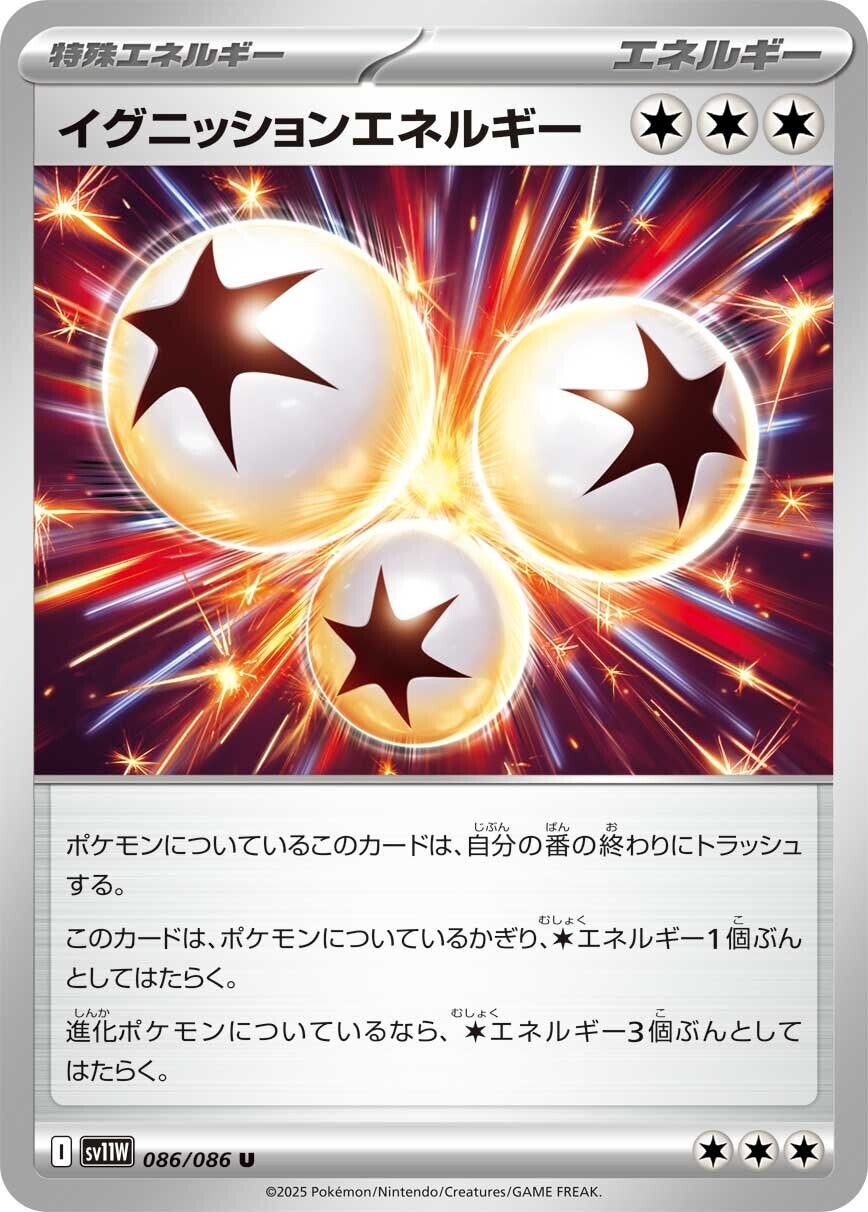 特殊エネルギー エネルギー
イグニッションエネルギー
ポケモンについているこのカードは、自分の番の終わりにトラッシュ
する。
このカードは、ポケモンについているかぎり、エネルギー1個ぶん
としてはたらく。
進化ポケモンについているなら、エネルギー3個ぶんとして
はたらく。
I sv11W 086/086 U
©2025 Pokémon/Nintendo/Creatures/GAME FREAK.